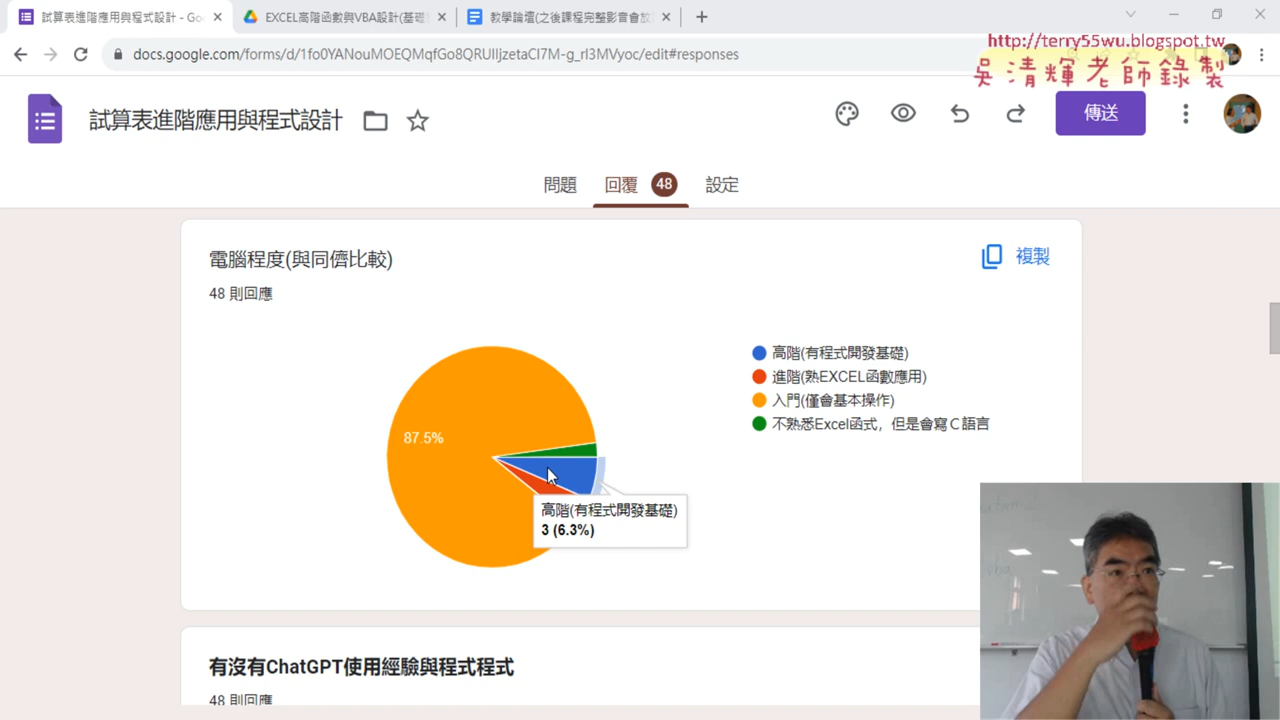 試算表進階應用與程式設計 - Go
EXCEL高階函數與VBA設計(基礎
教學論壇(之後課程完整影音會放
docs.google.com/forms/d/1fo0YANouMOEQMqfGo8QRUlljzetaCI7M-g_rl3MVyoc/edit#responses
http://terry55wu.blogspot.tw
吳清輝老師錄製
試算表進階應用與程式設計
傳送
問題
回覆 48
設定
電腦程度(與同儕比較)
複製
48 則回應
高階(有程式開發基礎)
進階(熟EXCEL函數應用)
入門(僅會基本操作)
不熟悉Excel函式，但是會寫Ｃ語言
87.5%
高階(有程式開發基礎)
3 (6.3%)
有沒有ChatGPT使用經驗與程式程式
48 則回應